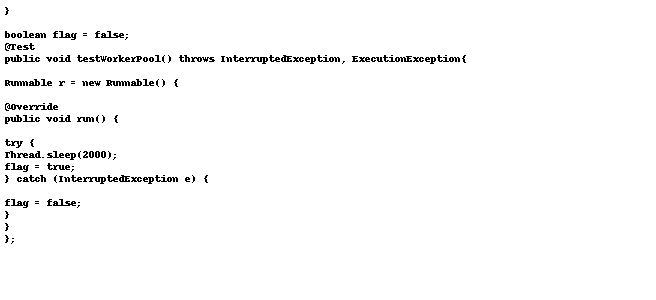 }
boolean flag = false;
@Test
public void testWorkerPool() throws InterruptedException, ExecutionException{
Runnable r = new Runnable() {
@Override
public void run() {
try {
Thread.sleep(2000);
flag = true;
} catch (InterruptedException e) {
flag = false;
}
}
};